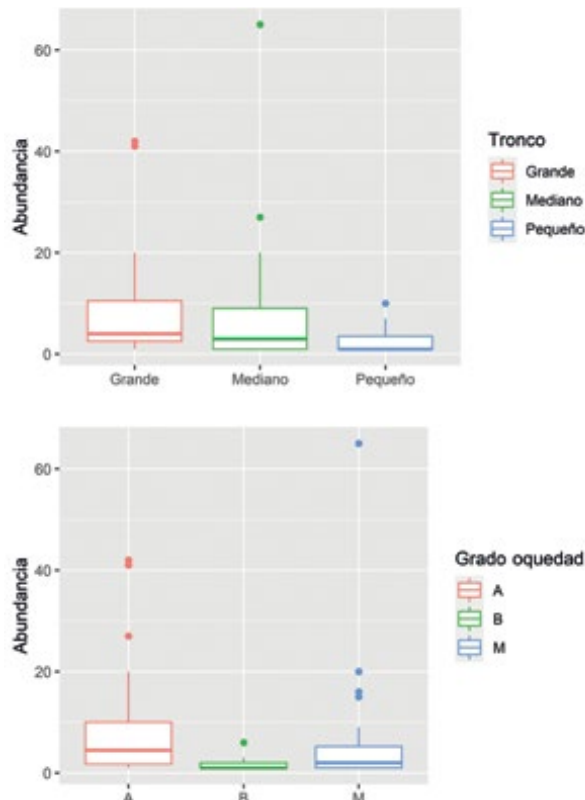 Abundancia
60
40
20
0
Grande
Mediano
Pequeño
Tronco
Grande
Mediano
Pequeño
Abundancia
60
40
20
0
A
B
M
Grado oquedad
A
B
M